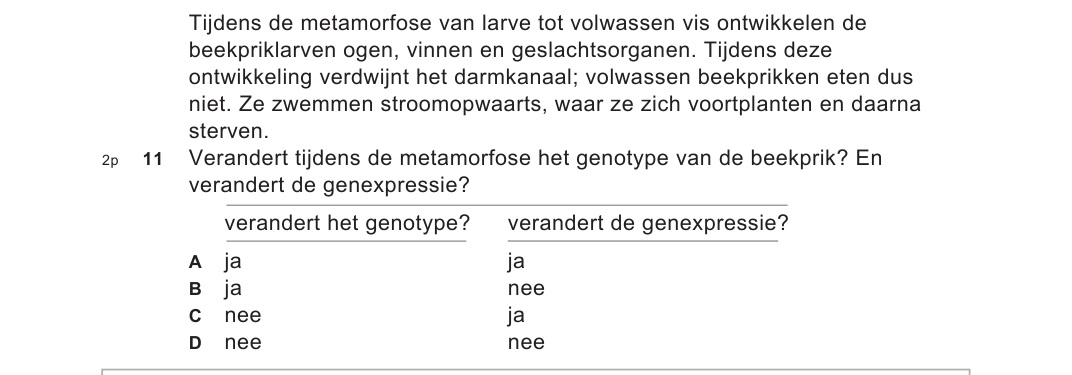 Tijdens de metamorfose van larve tot volwassen vis ontwikkelen de
beekpriklarven ogen, vinnen en geslachtsorganen. Tijdens deze
ontwikkeling verdwijnt het darmkanaal; volwassen beekprikken eten dus
niet. Ze zwemmen stroomopwaarts, waar ze zich voortplanten en daarna
sterven.
2p 11 Verandert tijdens de metamorfose het genotype van de beekprik? En
verandert de genexpressie?
verandert het genotype? verandert de genexpressie?
A ja ja
B ja nee
C nee ja
D nee nee